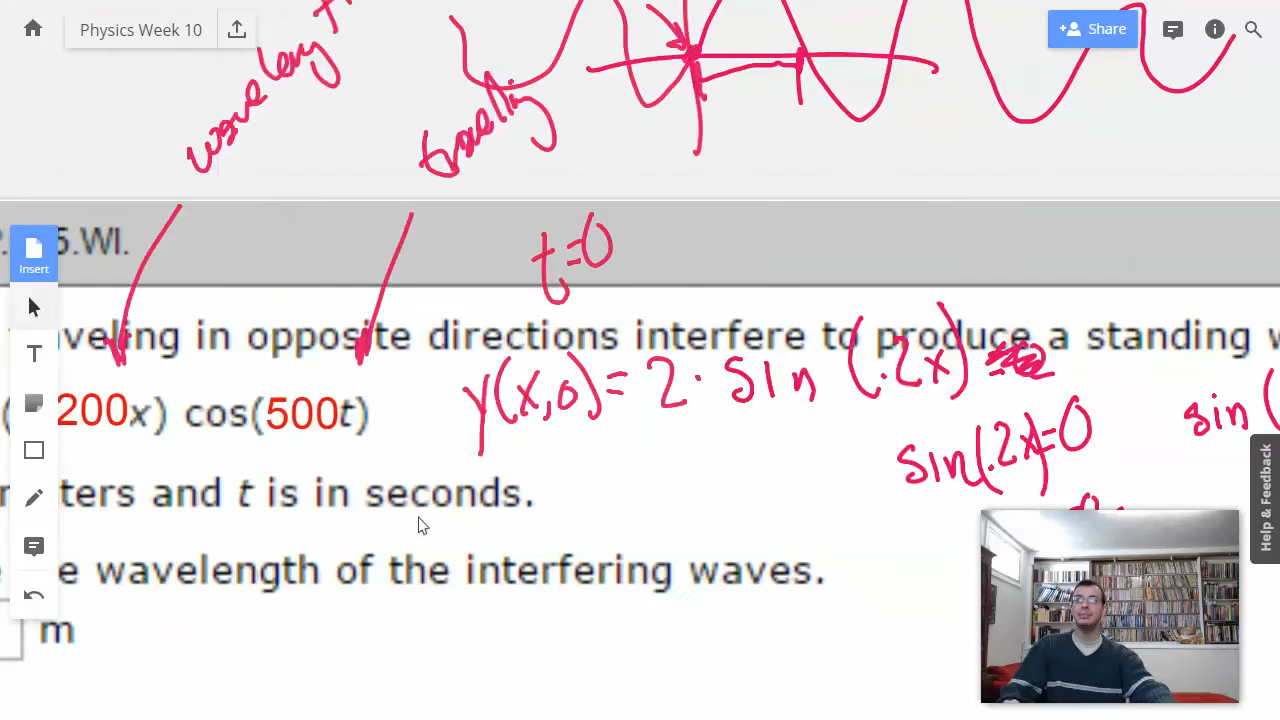 Physics Week 10
Share
wavelength
travelling
Insert
5.WI.
t=0
aveling in opposite directions interfere to produce a standing w
y(x,0)=2·sin(.2x)
(200x) cos(500t)
sin(
sin(.2x)=0
ters and t is in seconds.
e wavelength of the interfering waves.
m
Help & Feedback